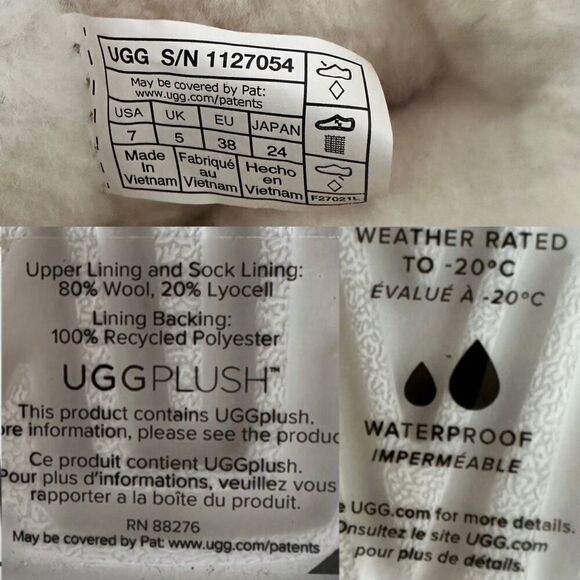 UGG S/N 1127054
May be covered by Pat:
www.ugg.com/patents
USA UK EU JAPAN
7 5 38 24
Made In Vietnam
Fabriqué au Vietnam
Hecho en Vietnam
F27021L
Upper Lining and Sock Lining:
80% Wool, 20% Lyocell
Lining Backing:
100% Recycled Polyester
UGGPLUSH™
This product contains UGGplush.
ore information, please see the produc
Ce produit contient UGGplush.
Pour plus d'informations, veuillez vous
rapporter a la boîte du produit.
RN 88276
May be covered by Pat: www.ugg.com/patents
WEATHER RATED
TO -20°C
ÉVALUÉ À -20°C
WATERPROOF
IMPERMÉABLE
e UGG.com for more details.
Onsultez le site UGG.com
pour plus de détails.